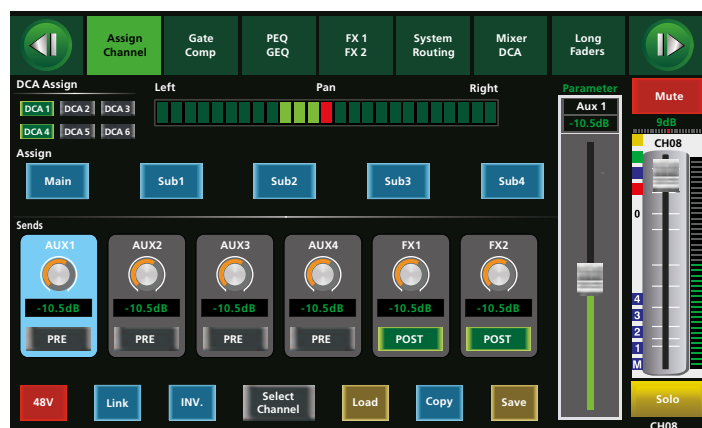 Assign Channel
Gate Comp
PEQ GEQ
FX 1 FX 2
System Routing
Mixer DCA
Long Faders
DCA Assign
Left
Pan
Right
Parameter
Mute
DCA 1
DCA 2
DCA 3
Aux 1
-10.5dB
9dB
DCA 4
DCA 5
DCA 6
CH08
Assign
Main
Sub1
Sub2
Sub3
Sub4
0
Sends
AUX1
AUX2
AUX3
AUX4
FX1
FX2
-10.5dB
-10.5dB
-10.5dB
-10.5dB
-10.5dB
-10.5dB
4
3
2
1
M
PRE
PRE
PRE
PRE
POST
POST
48V
Link
INV.
Select Channel
Load
Copy
Save
Solo
CH08